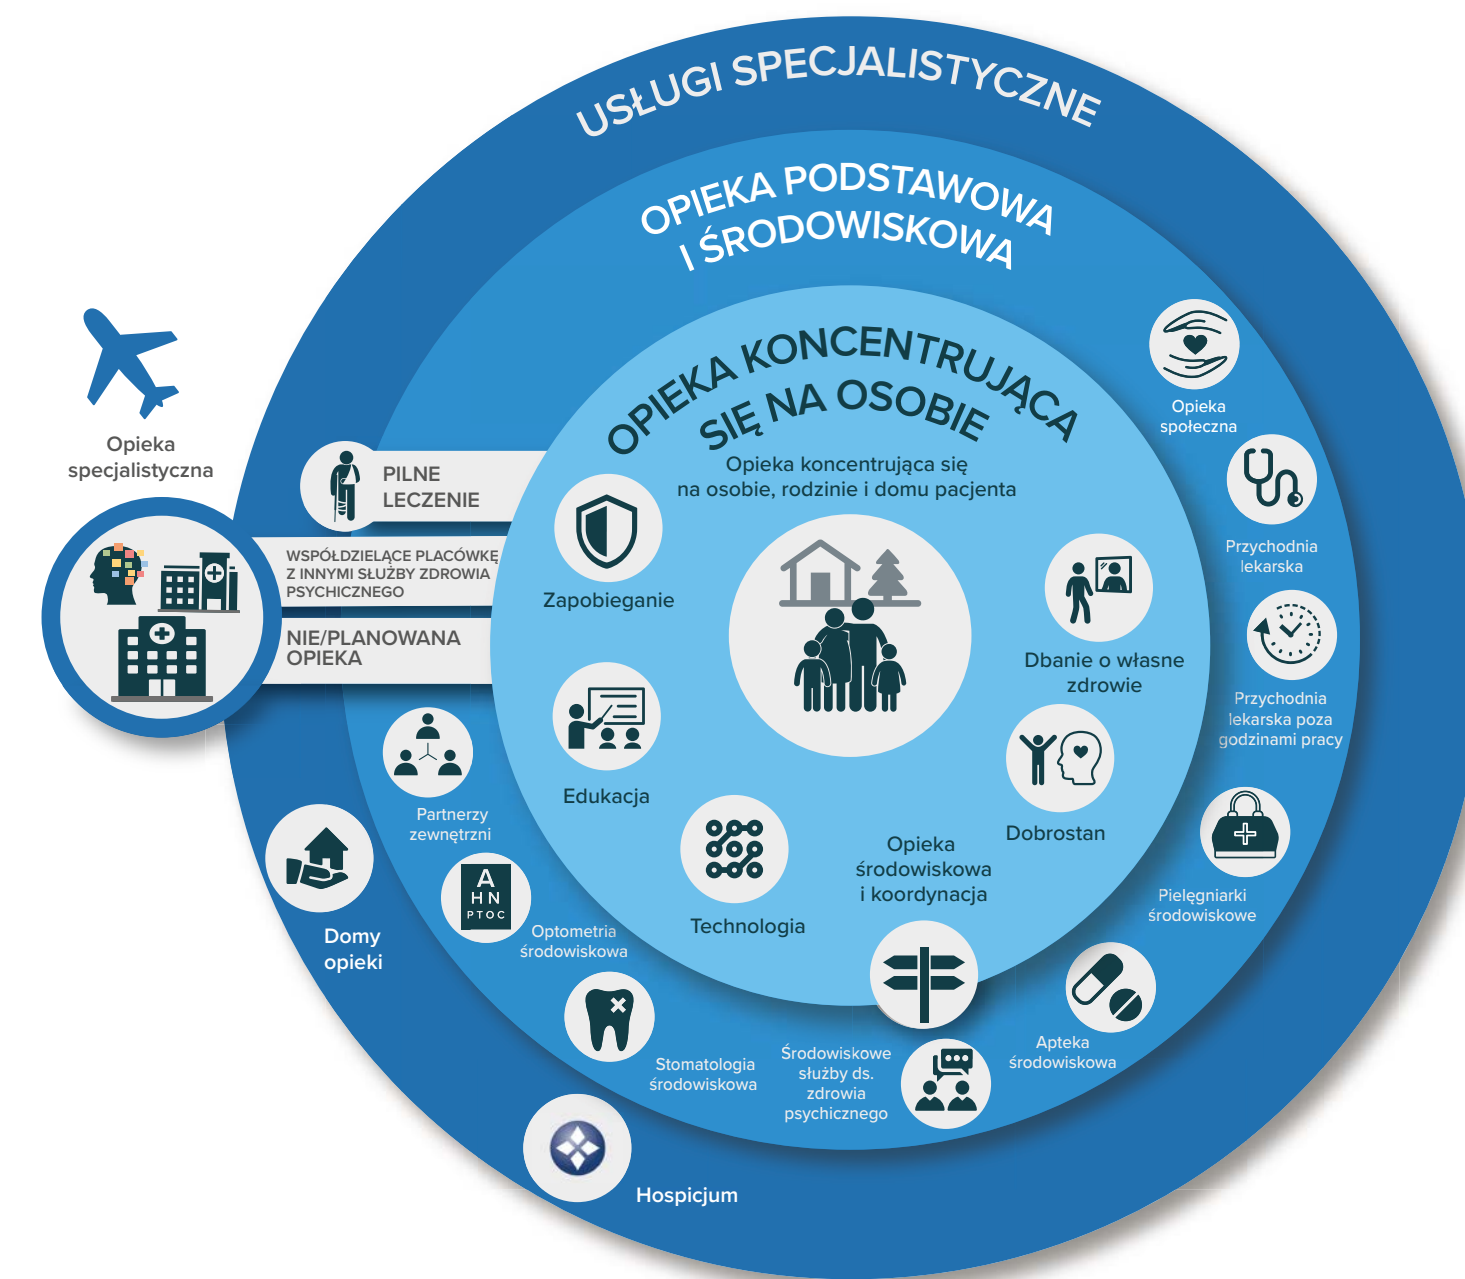 USŁUGI SPECJALISTYCZNE
OPIEKA PODSTAWOWA
I ŚRODOWISKOWA
OPIEKA KONCENTRUJĄCA
SIĘ NA OSOBIE
Opieka koncentrująca się
na osobie, rodzinie i domu pacjenta
Zapobieganie
Edukacja
Technologia
Opieka
środowiskowa
i koordynacja
Dobrostan
Dbanie o własne
zdrowie
Opieka
społeczna
Przychodnia
lekarska
Przychodnia
lekarska poza
godzinami pracy
Pielęgniarki
środowiskowe
Apteka
środowiskowa
Środowiskowe
służby ds.
zdrowia
psychicznego
Stomatologia
środowiskowa
A
HN
PTOC
Optometria
środowiskowa
Partnerzy
zewnętrzni
Opieka
specjalistyczna
PILNE
LECZENIE
WSPÓŁDZIELĄCE PLACÓWKĘ
Z INNYMI SŁUŻBY ZDROWIA
PSYCHICZNEGO
NIE/PLANOWANA
OPIEKA
Domy
opieki
Hospicjum